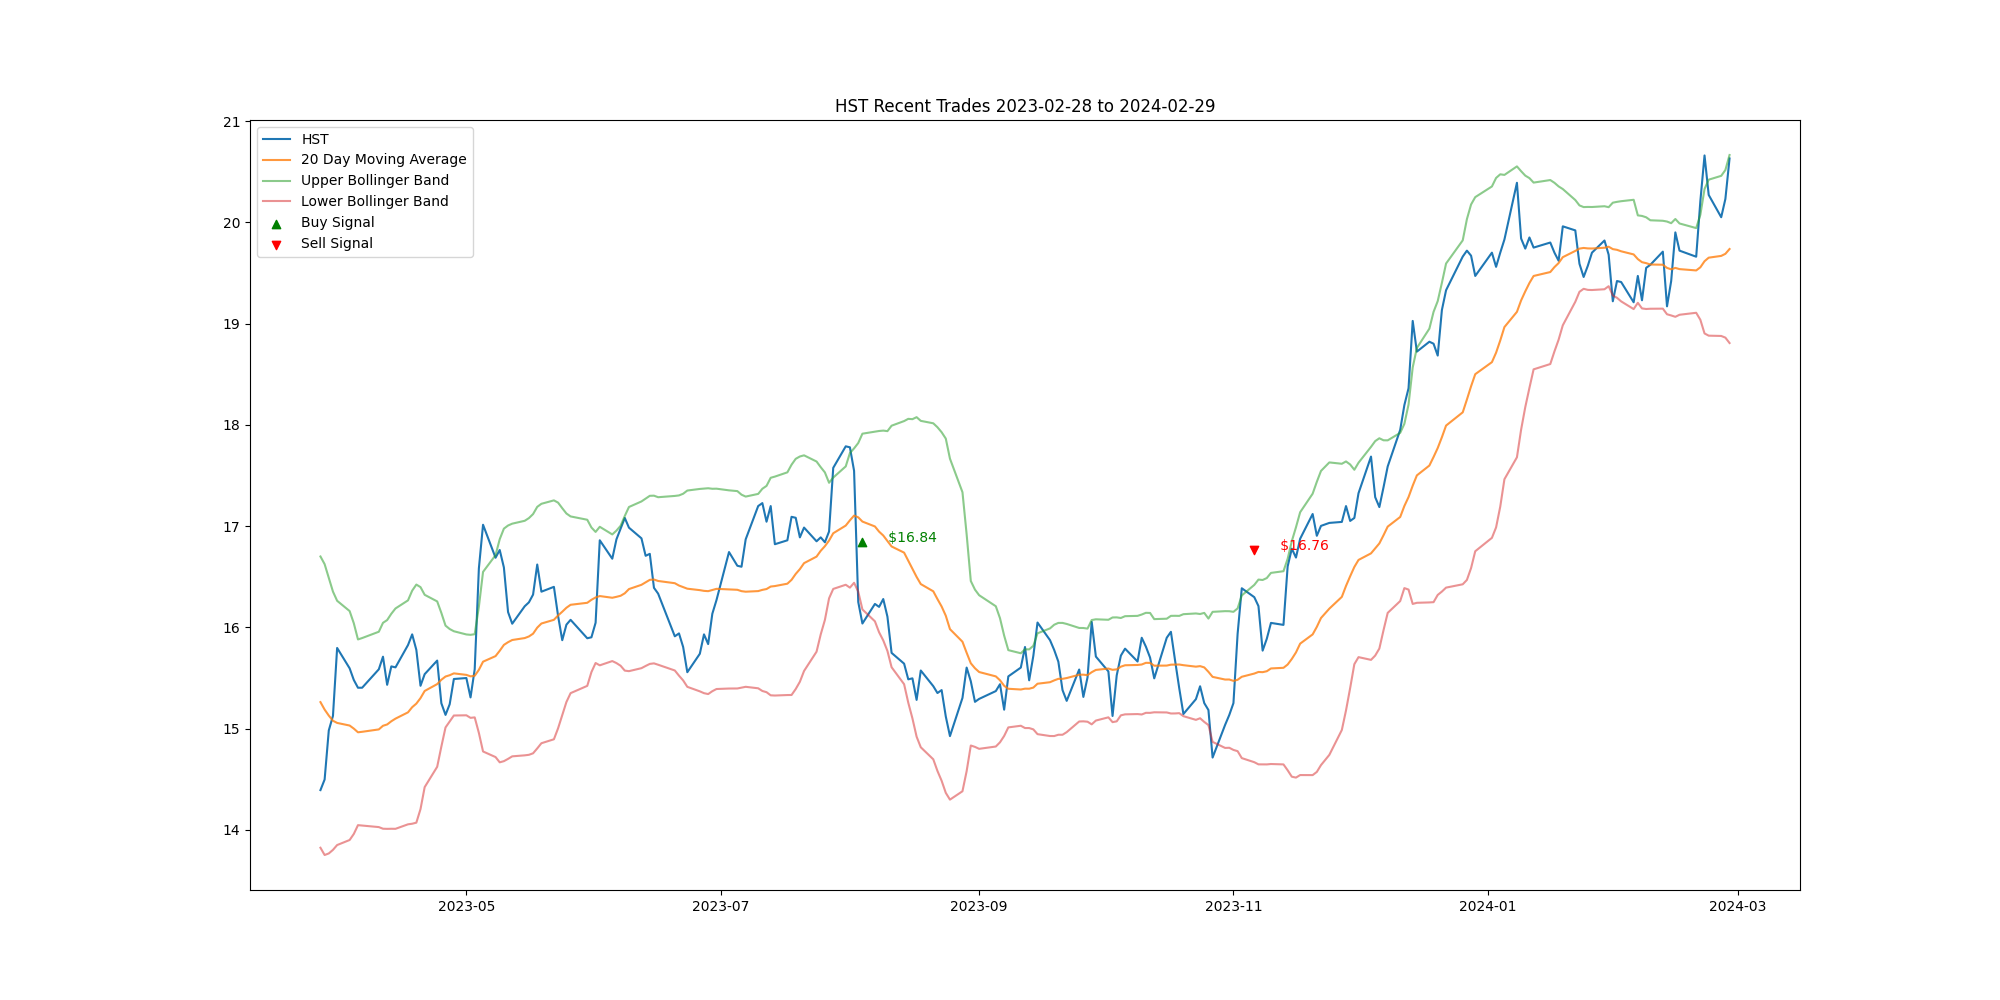 HST Recent Trades 2023-02-28 to 2024-02-29
21
20
19
18
17
16
15
14
HST
20 Day Moving Average
Upper Bollinger Band
Lower Bollinger Band
Buy Signal
Sell Signal
$16.84
$16.76
2023-05 2023-07 2023-09 2023-11 2024-01 2024-03